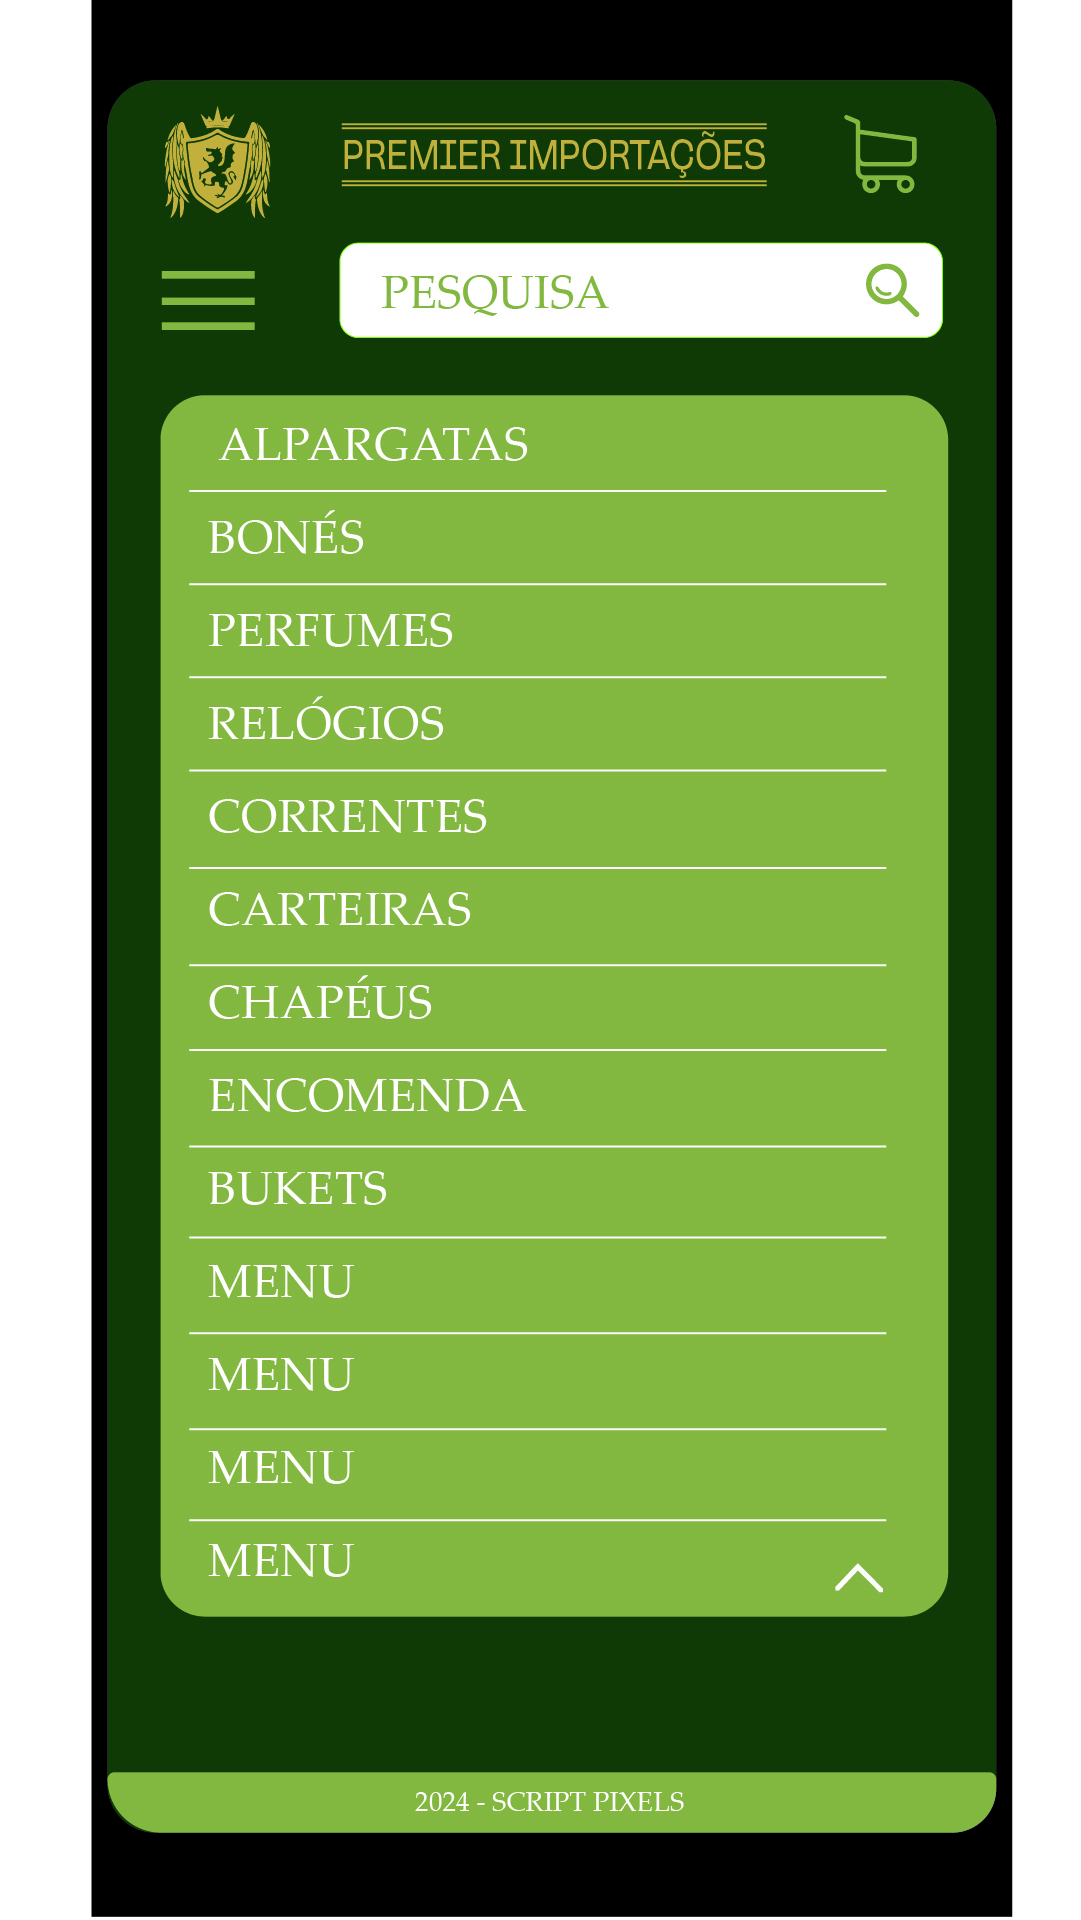 PREMIER IMPORTAÇÕES
PESQUISA
ALPARGATAS
BONÉS
PERFUMES
RELÓGIOS
CORRENTES
CARTEIRAS
CHAPÉUS
ENCOMENDA
BUKETS
MENU
MENU
MENU
MENU
2024 - SCRIPT PIXELS